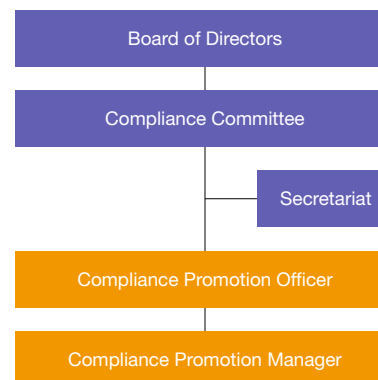 Board of Directors
Compliance Committee
Secretariat
Compliance Promotion Officer
Compliance Promotion Manager